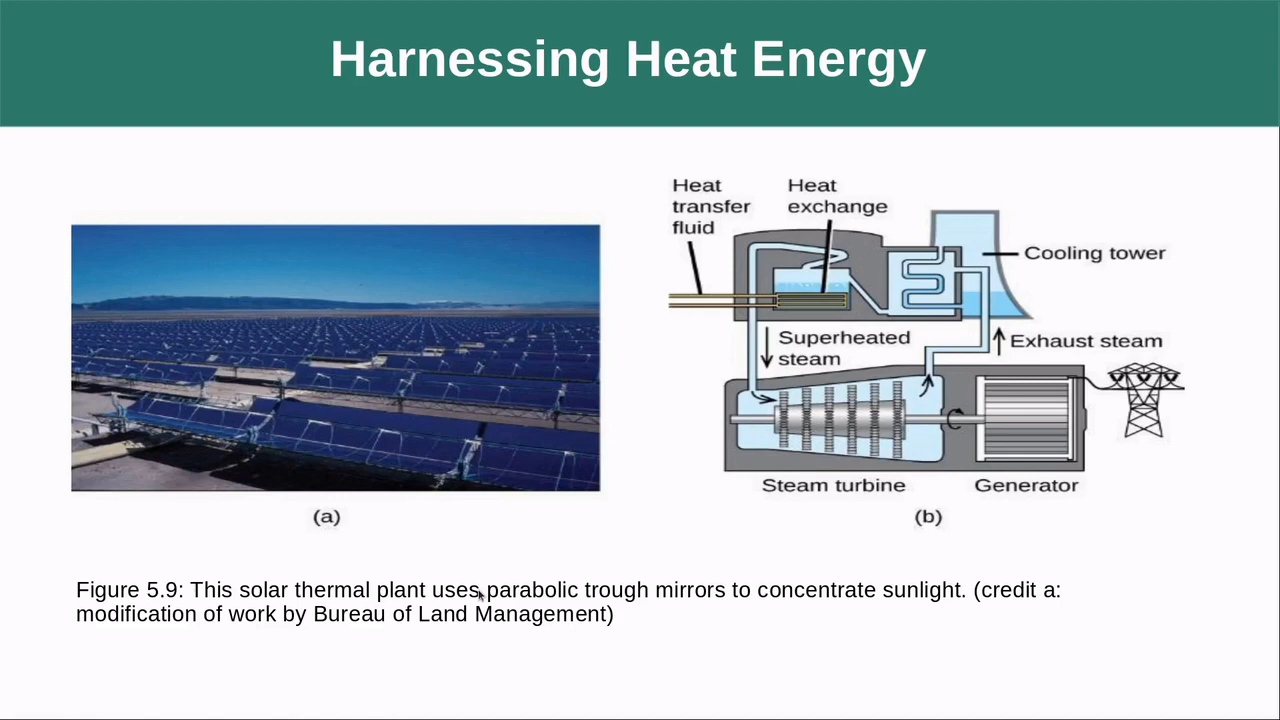 Harnessing Heat Energy
Heat
transfer
fluid
Heat
exchange
Cooling tower
Superheated
steam
Exhaust steam
Steam turbine
Generator
(a)
(b)
Figure 5.9: This solar thermal plant uses parabolic trough mirrors to concentrate sunlight. (credit a:
modification of work by Bureau of Land Management)